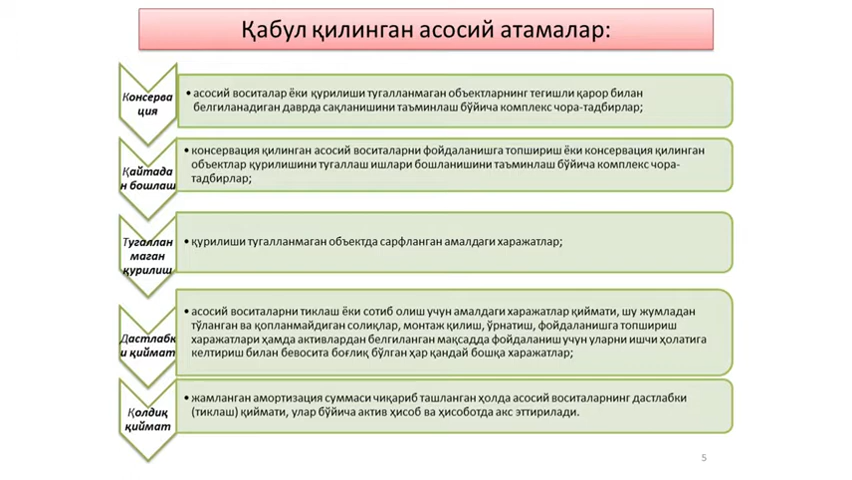 Қабул қилинган асосий атамалар:
Консерва
ция
• асосий воситалар ёки қурилиши тугалланмаган объектларнинг тегишли қарор билан
белгиланадиган даврда сақланишини таъминлаш бўйича комплекс чора-тадбирлар;
Қайтада
н бошлаш
• консервация қилинган асосий воситаларни фойдаланишга топшириш ёки консервация қилинган
объектлар қурилишини тугаллаш ишлари бошланишини таъминлаш бўйича комплекс чора-
тадбирлар;
Тугаллан
маган
қурилиш
• қурилиши тугалланмаган объектда сарфланган амалдаги харажатлар;
Дастлабк
и қиймат
• асосий воситаларни тиклаш ёки сотиб олиш учун амалдаги харажатлар қиймати, шу жумладан
тўланган ва қопланмайдиган солиқлар, монтаж қилиш, ўрнатиш, фойдаланишга топшириш
харажатлари ҳамда активлардан белгиланган мақсадда фойдаланиш учун уларни ишчи ҳолатига
келтириш билан бевосита боғлиқ бўлган ҳар қандай бошқа харажатлар;
Қолдиқ
қиймат
• жамланган амортизация суммаси чиқариб ташланган ҳолда асосий воситаларнинг дастлабки
(тиклаш) қиймати, улар бўйича актив ҳисоб ва ҳисоботда акс эттирилади.
5